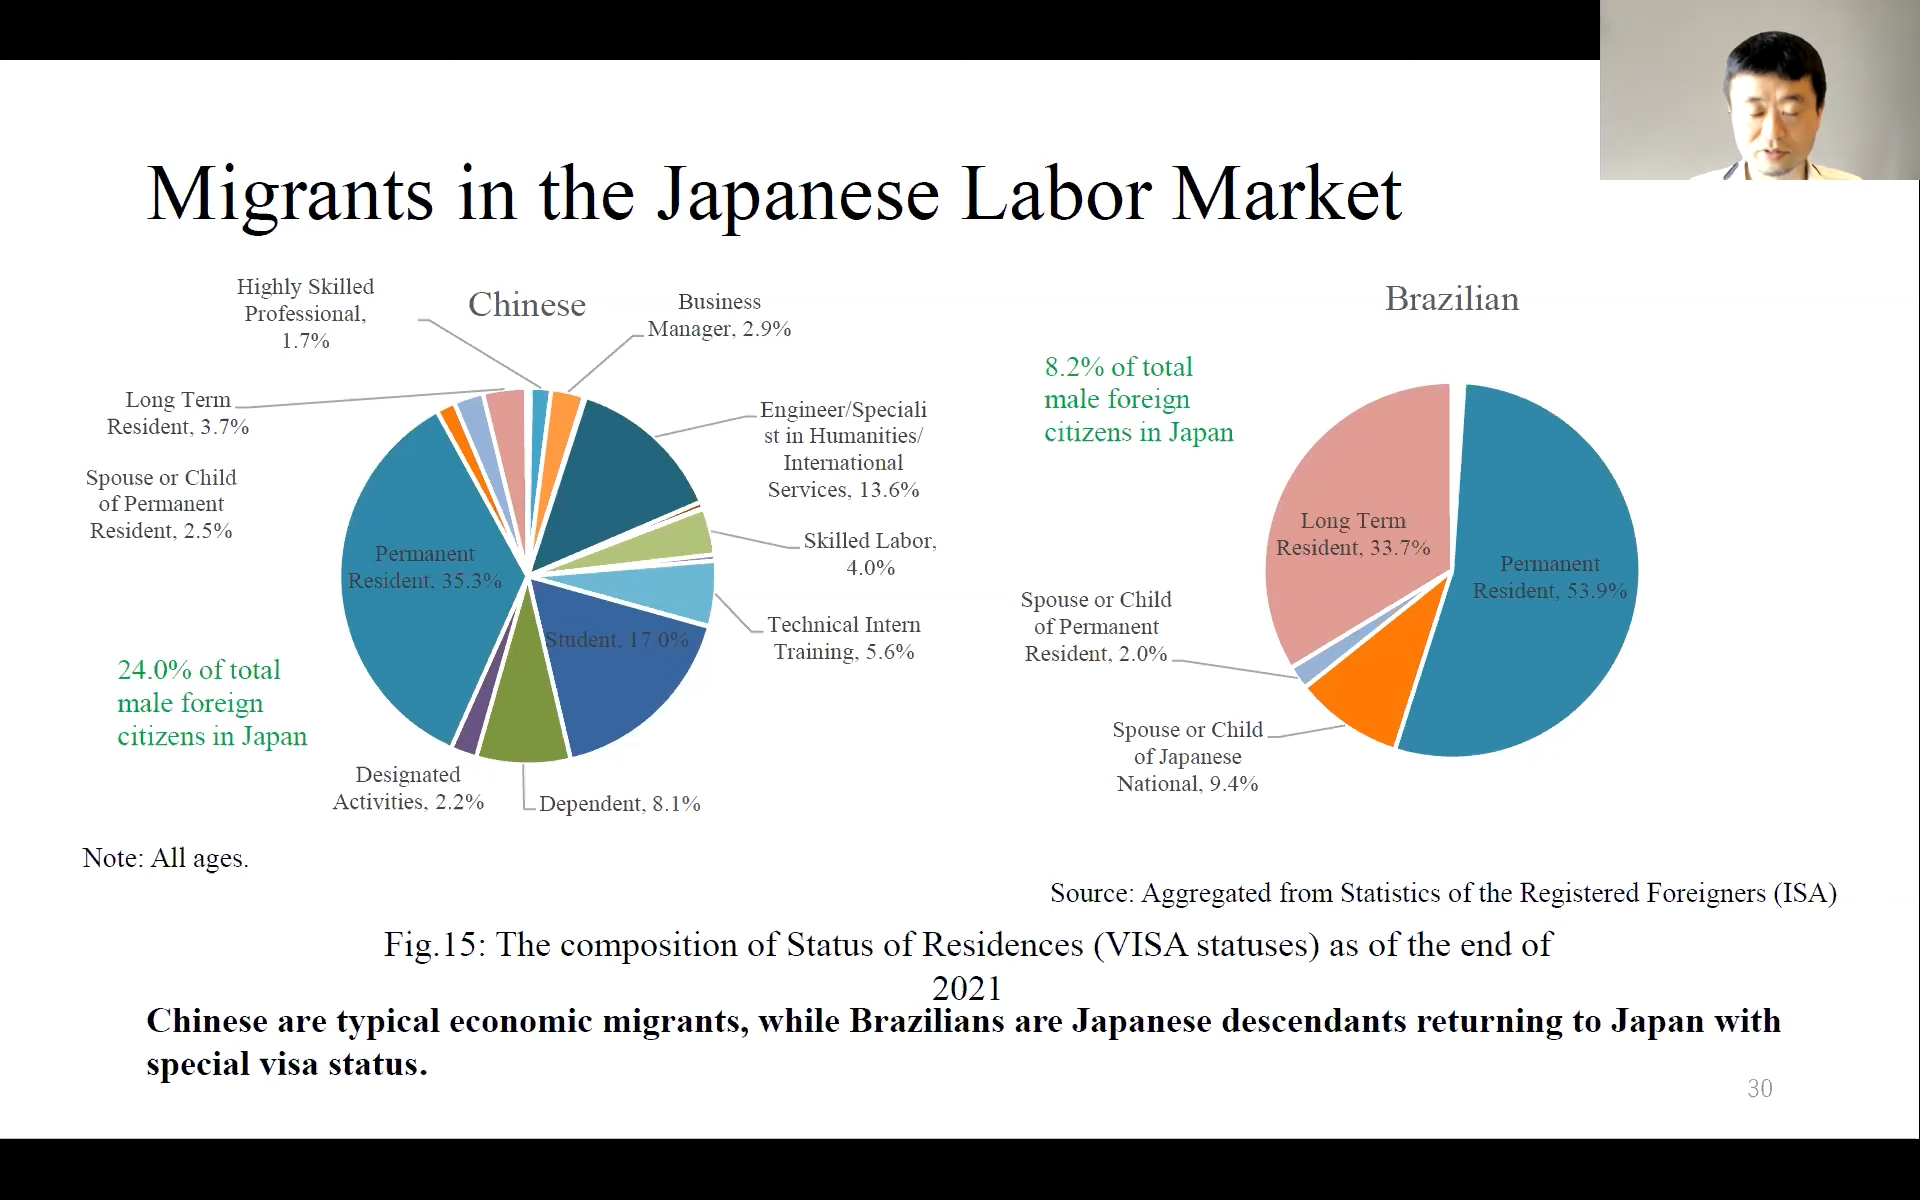 Migrants in the Japanese Labor Market
Chinese
Highly Skilled
Professional,
1.7%
Business
Manager, 2.9%
Long Term
Resident, 3.7%
Engineer/Speciali
st in Humanities/
International
Services, 13.6%
Spouse or Child
of Permanent
Resident, 2.5%
Skilled Labor,
4.0%
Permanent
Resident, 35.3%
Technical Intern
Training, 5.6%
Student, 17.0%
24.0% of total
male foreign
citizens in Japan
Designated
Activities, 2.2%
Dependent, 8.1%
Brazilian
8.2% of total
male foreign
citizens in Japan
Long Term
Resident, 33.7%
Permanent
Resident, 53.9%
Spouse or Child
of Permanent
Resident, 2.0%
Spouse or Child
of Japanese
National, 9.4%
Note: All ages.
Source: Aggregated from Statistics of the Registered Foreigners (ISA)
Fig.15: The composition of Status of Residences (VISA statuses) as of the end of
2021
Chinese are typical economic migrants, while Brazilians are Japanese descendants returning to Japan with
special visa status.
30